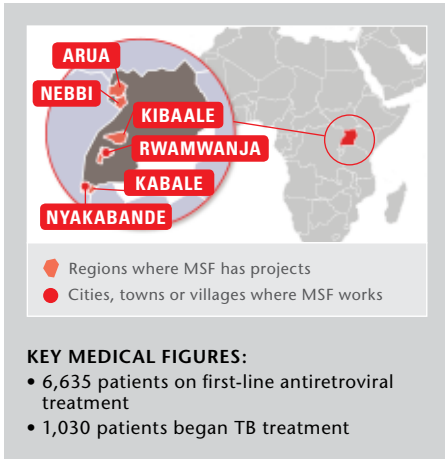 ARUA
NEBBI
KIBAALE
RWAMWANJA
KABALE
NYAKABANDE
Regions where MSF has projects
Cities, towns or villages where MSF works
KEY MEDICAL FIGURES:
• 6,635 patients on first-line antiretroviral
treatment
• 1,030 patients began TB treatment